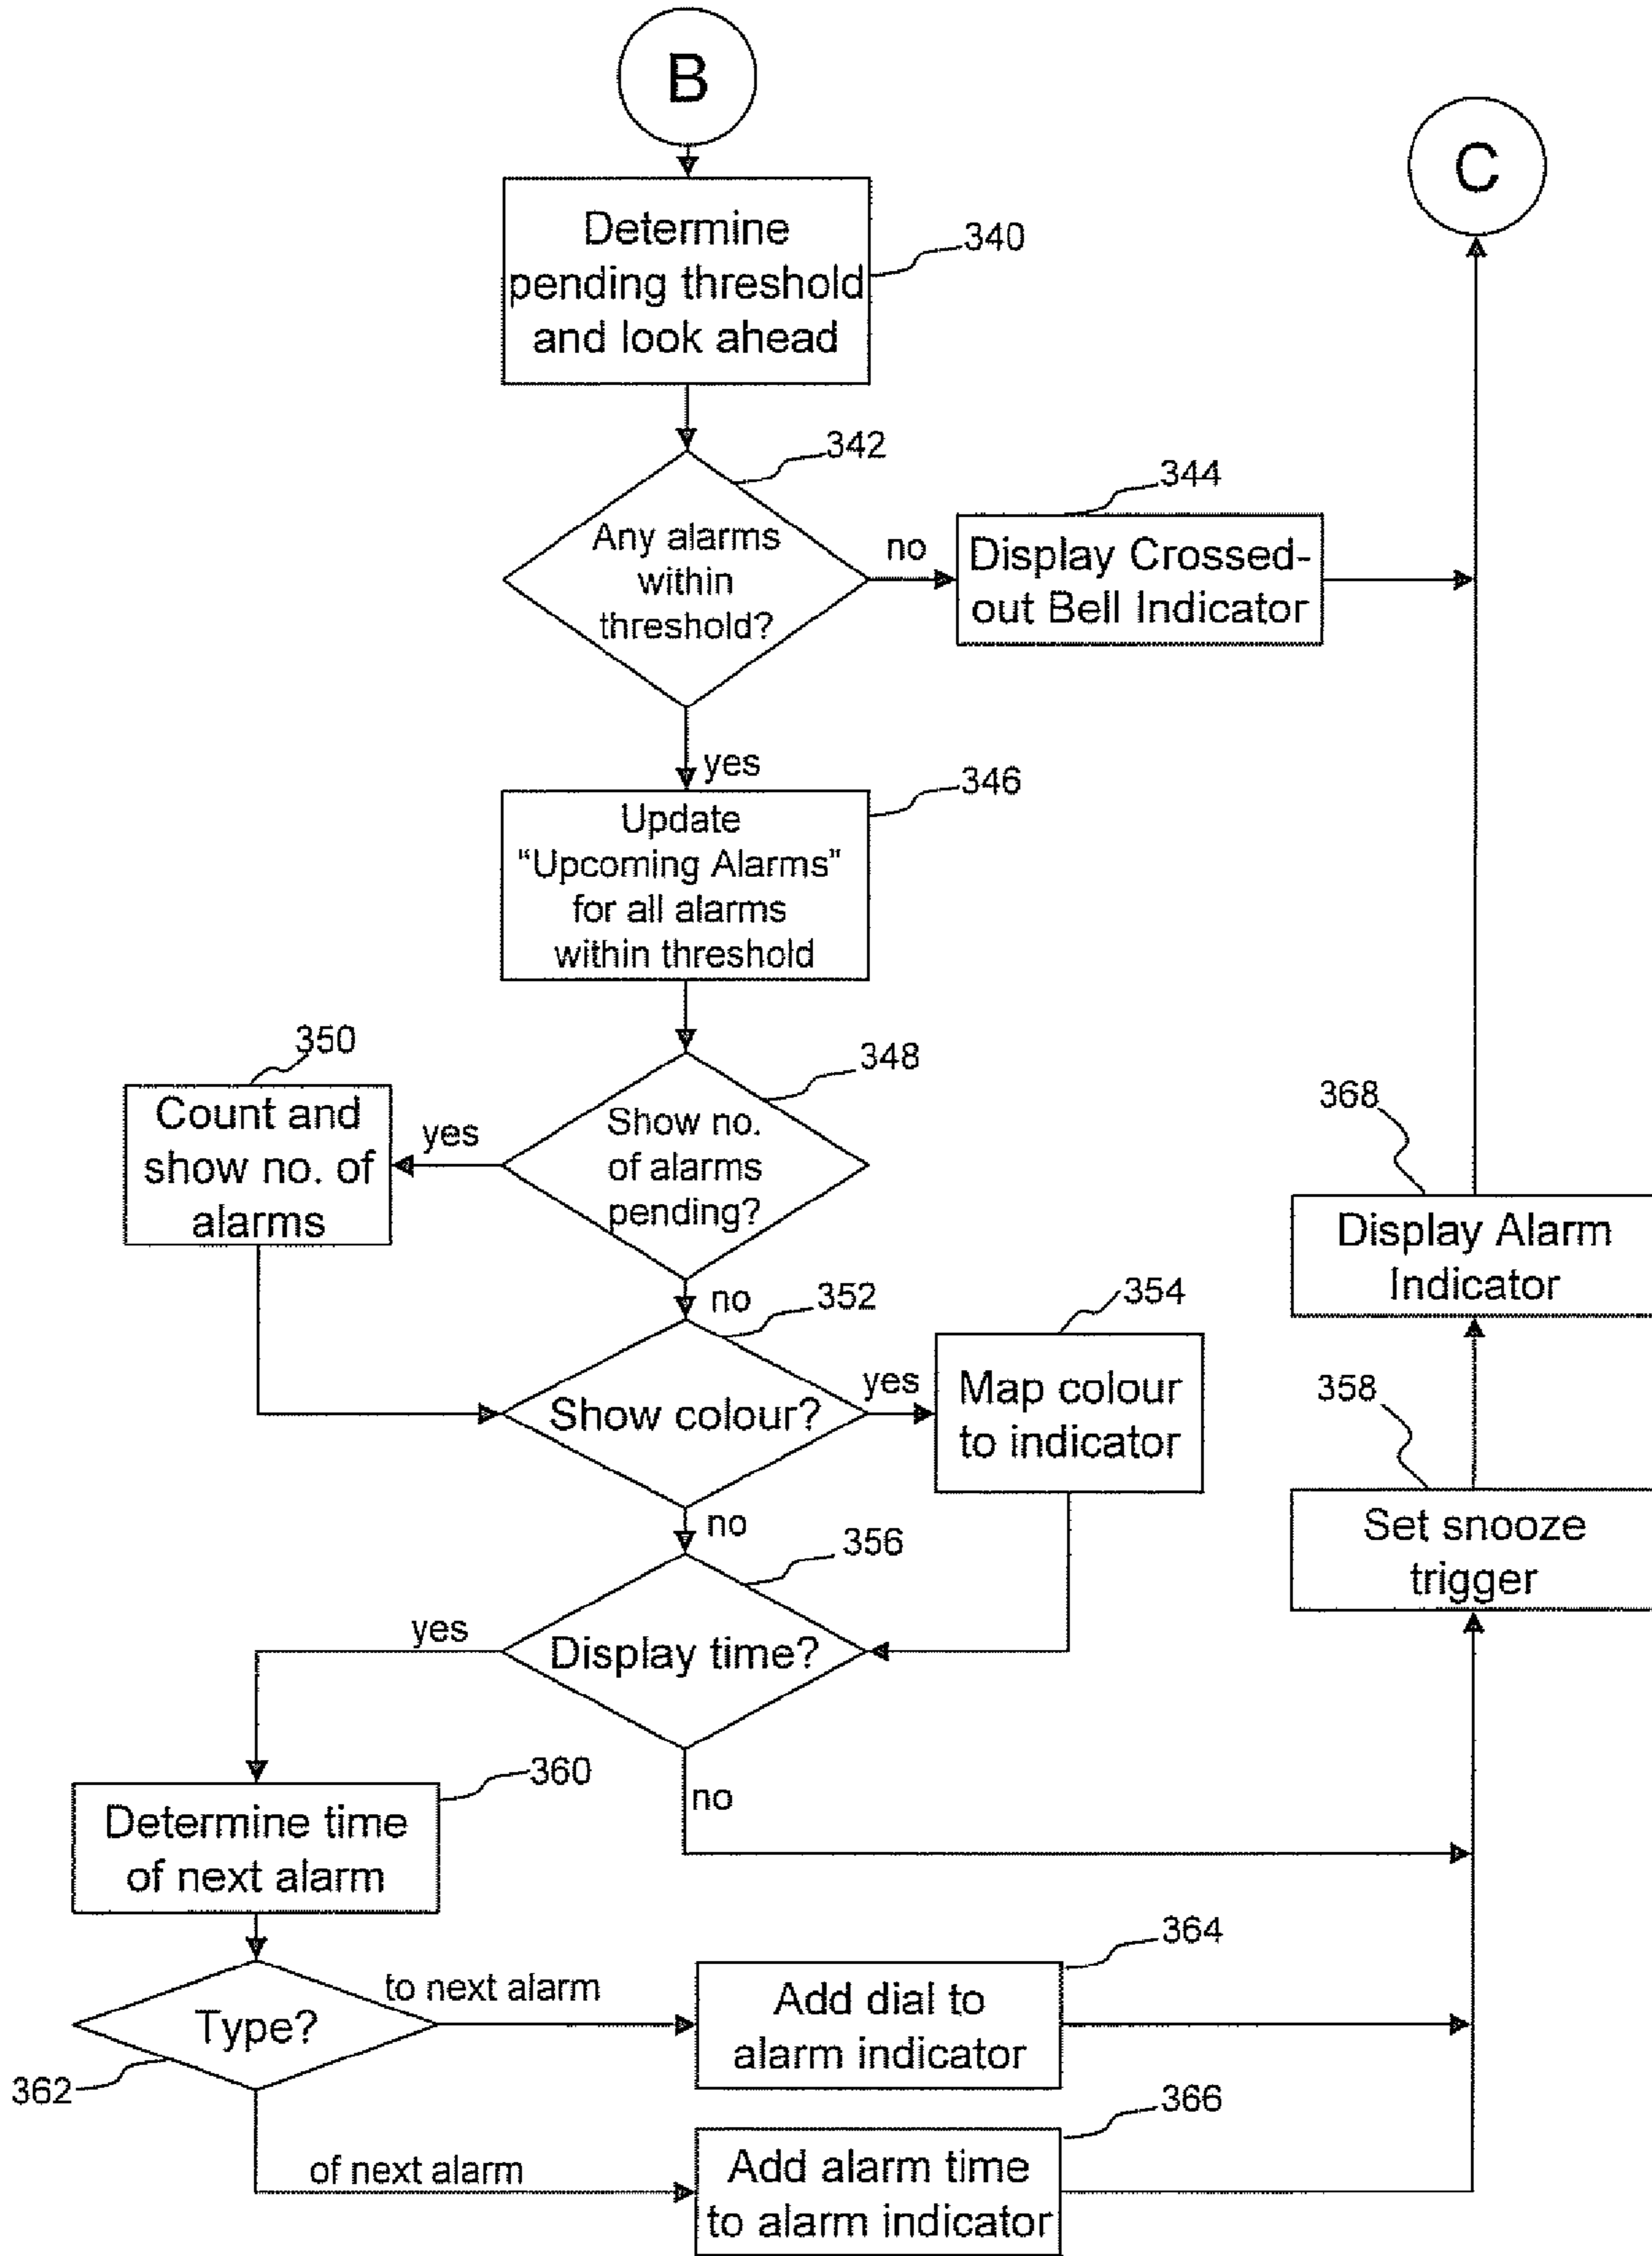 B
C
Determine
pending threshold
and look ahead
340
342
Any alarms
within
threshold?
no
344
Display Crossed-
out Bell Indicator
yes
346
Update
“Upcoming Alarms”
for all alarms
within threshold
350
Count and
show no. of
alarms
yes
348
Show no.
of alarms
pending?
368
Display Alarm
Indicator
no
352
Show colour?
yes
354
Map colour
to indicator
358
Set snooze
trigger
no
356
Display time?
yes
no
360
Determine time
of next alarm
Type?
362
to next alarm
364
Add dial to
alarm indicator
of next alarm
366
Add alarm time
to alarm indicator